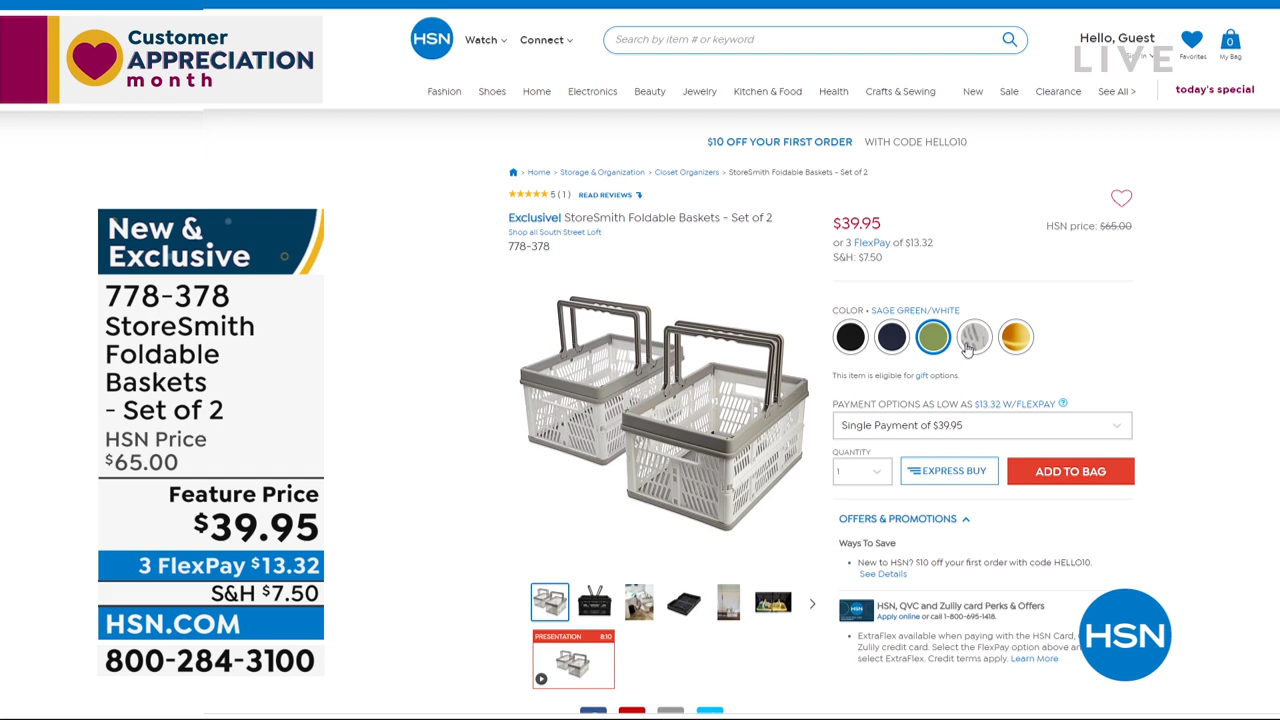 Customer
APPRECIATION
month
HSN
Watch
Connect
Search by item # or keyword
Hello, Guest
LIVE
Favorites
0
My Bag
Fashion
Shoes
Home
Electronics
Beauty
Jewelry
Kitchen & Food
Health
Crafts & Sewing
New
Sale
Clearance
See All >
today's special
$10 OFF YOUR FIRST ORDER WITH CODE HELLO10
> Home > Storage & Organization > Closet Organizers > StoreSmith Foldable Baskets - Set of 2
5 ( 1 ) READ REVIEWS
Exclusive! StoreSmith Foldable Baskets - Set of 2
Shop all South Street Loft
778-378
$39.95
HSN price: $65.00
or 3 FlexPay of $13.32
S&H: $7.50
COLOR • SAGE GREEN/WHITE
This item is eligible for gift options.
PAYMENT OPTIONS AS LOW AS $13.32 W/FLEXPAY ?
Single Payment of $39.95
QUANTITY
1
EXPRESS BUY
ADD TO BAG
OFFERS & PROMOTIONS
Ways To Save
• New to HSN? $10 off your first order with code HELLO10.
See Details
HSN, QVC and Zulily card Perks & Offers
Apply online or call 1-800-695-1418.
• ExtraFlex available when paying with the HSN Card,
Zulily credit card. Select the FlexPay option above
select ExtraFlex. Credit terms apply. Learn More
PRESENTATION 8:10
New &
Exclusive
778-378
StoreSmith
Foldable
Baskets
- Set of 2
HSN Price
$65.00
Feature Price
$39.95
3 FlexPay $13.32
S&H $7.50
HSN.COM
800-284-3100
HSN